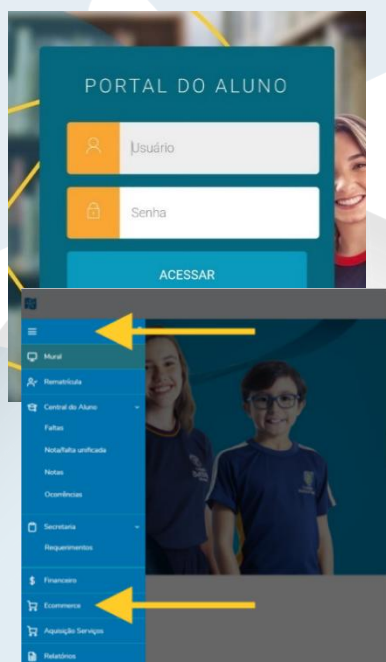 PORTAL DO ALUNO
Usuário
Senha
ACESSAR
Mural
Rematrícula
Central do Aluno
Faltas
Nota/falta unificada
Notas
Ocorrências
Secretaria
Requerimentos
Financeiro
Ecommerce
Aquisição Serviços
Relatórios